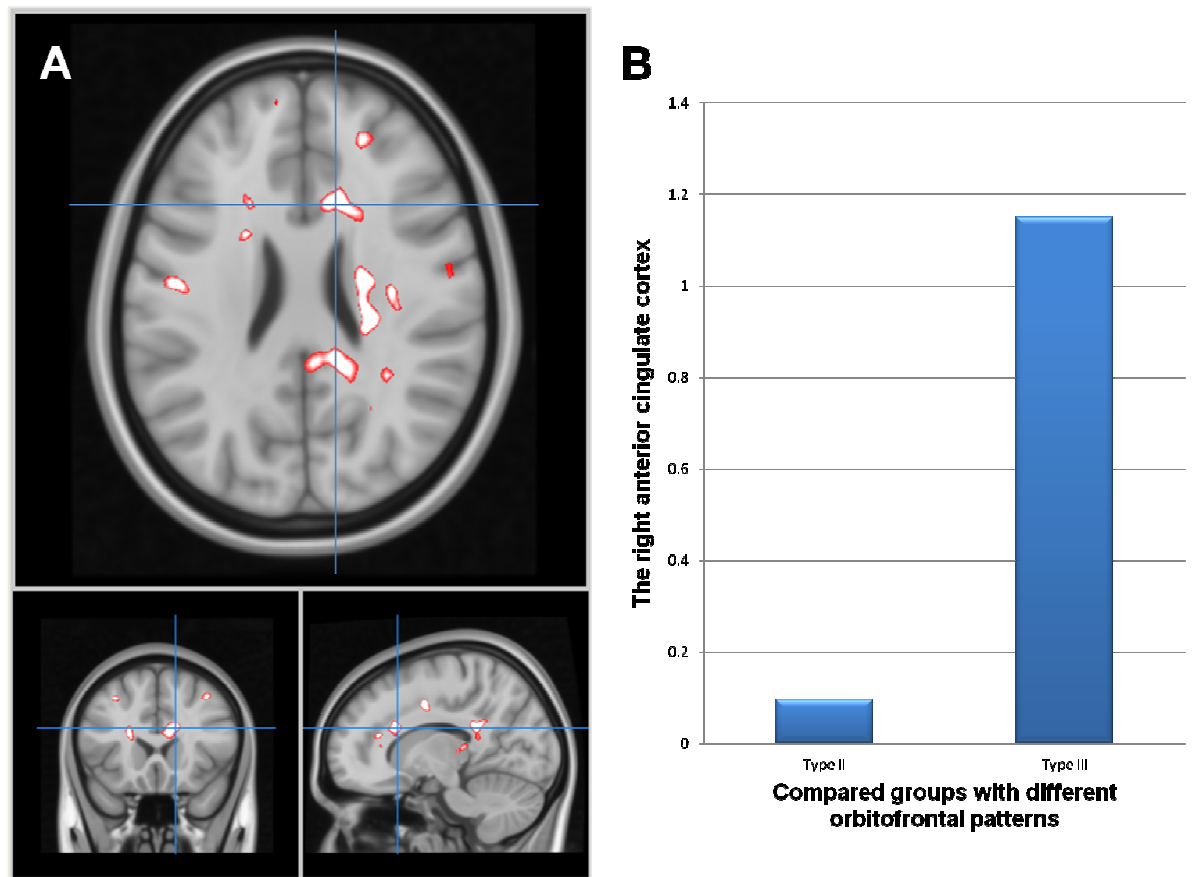 A
B
1.4
1.2
1
0.8
0.6
0.4
0.2
0
The right anterior cingulate cortex
Type II
Type III
Compared groups with different
orbitofrontal patterns